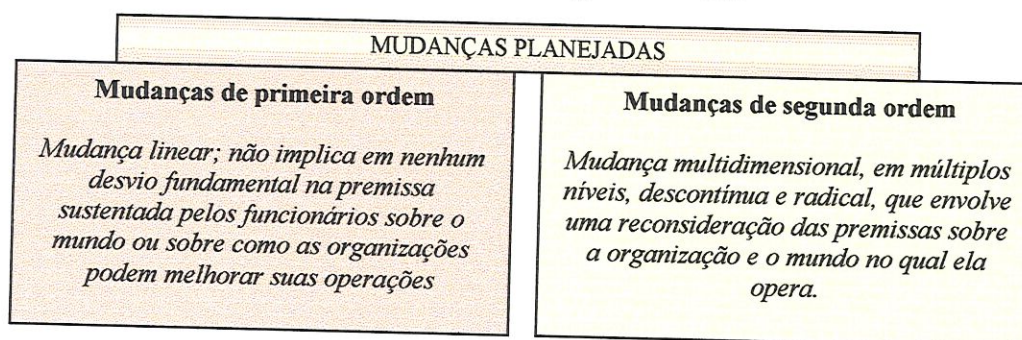 MUDANÇAS PLANEJADAS
Mudanças de primeira ordem
Mudança linear; não implica em nenhum
desvio fundamental na premissa
sustentada pelos funcionários sobre o
mundo ou sobre como as organizações
podem melhorar suas operações
Mudanças de segunda ordem
Mudança multidimensional, em múltiplos
níveis, descontínua e radical, que envolve
uma reconsideração das premissas sobre
a organização e o mundo no qual ela
opera.